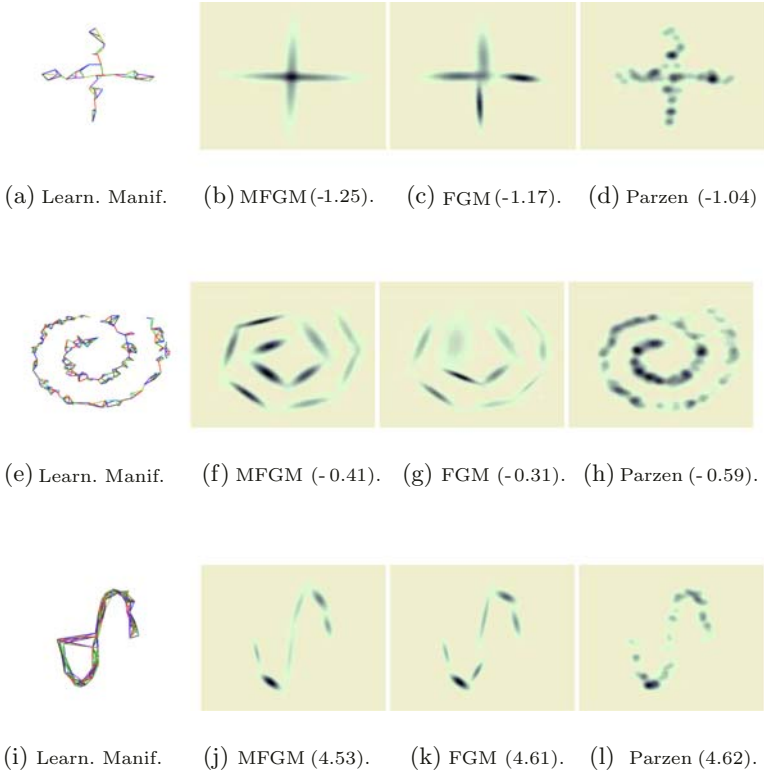 (a) Learn. Manif. (b) MFGM (-1.25). (c) FGM (-1.17). (d) Parzen (-1.04)
(e) Learn. Manif. (f) MFGM (-0.41). (g) FGM (-0.31). (h) Parzen (-0.59).
(i) Learn. Manif. (j) MFGM (4.53). (k) FGM (4.61). (l) Parzen (4.62).